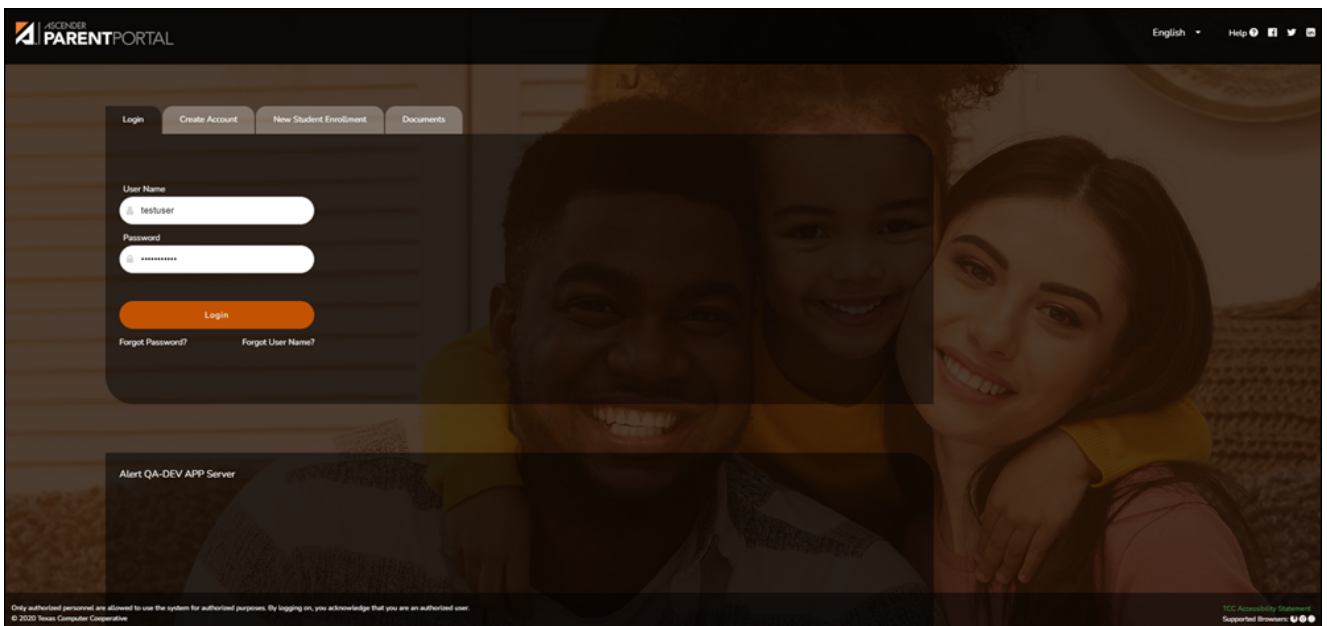 ASCENDER
PARENTPORTAL
English
Help
Login
Create Account
New Student Enrollment
Documents
User Name
testuser
Password
Login
Forgot Password?
Forgot User Name?
Alert QA-DEV APP Server
Only authorized personnel are allowed to use the system for authorized purposes. By logging on, you acknowledge that you are an authorized user.
© 2020 Texas Computer Cooperative
TCC Accessibility Statement
Supported Browsers: